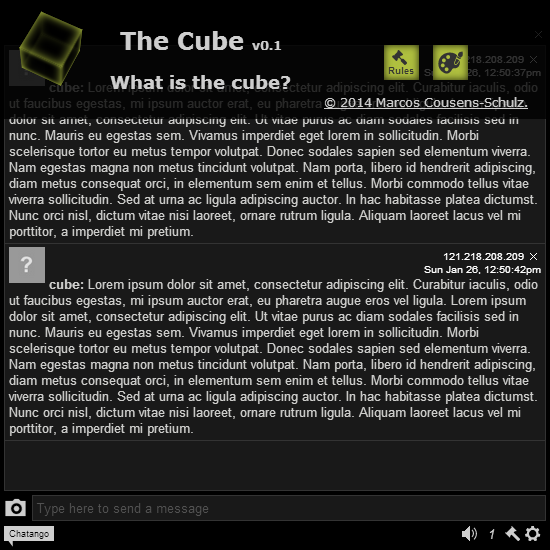 The Cube v0.1
What is the cube?
Rules
© 2014 Marcos Cousens-Schulz.
121.218.208.209
Sun Jan 26, 12:50:37pm
cube: Lorem ipsum dolor sit amet, consectetur adipiscing elit. Curabitur iaculis, odio
ut faucibus egestas, mi ipsum auctor erat, eu pharetra augue eros vel ligula. Lorem ipsum
dolor sit amet, consectetur adipiscing elit. Ut vitae purus ac diam sodales facilisis sed in
nunc. Mauris eu egestas sem. Vivamus imperdiet eget lorem in sollicitudin. Morbi
scelerisque tortor eu metus tempor volutpat. Donec sodales sapien sed elementum viverra.
Nam egestas magna non metus tincidunt volutpat. Nam porta, libero id hendrerit adipiscing,
diam metus consequat orci, in elementum sem enim et tellus. Morbi commodo tellus vitae
viverra sollicitudin. Sed at urna ac ligula adipiscing auctor. In hac habitasse platea dictumst.
Nunc orci nisl, dictum vitae nisi laoreet, ornare rutrum ligula. Aliquam laoreet lacus vel mi
porttitor, a imperdiet mi pretium.
?
121.218.208.209
Sun Jan 26, 12:50:42pm
cube: Lorem ipsum dolor sit amet, consectetur adipiscing elit. Curabitur iaculis, odio
ut faucibus egestas, mi ipsum auctor erat, eu pharetra augue eros vel ligula. Lorem ipsum
dolor sit amet, consectetur adipiscing elit. Ut vitae purus ac diam sodales facilisis sed in
nunc. Mauris eu egestas sem. Vivamus imperdiet eget lorem in sollicitudin. Morbi
scelerisque tortor eu metus tempor volutpat. Donec sodales sapien sed elementum viverra.
Nam egestas magna non metus tincidunt volutpat. Nam porta, libero id hendrerit adipiscing,
diam metus consequat orci, in elementum sem enim et tellus. Morbi commodo tellus vitae
viverra sollicitudin. Sed at urna ac ligula adipiscing auctor. In hac habitasse platea dictumst.
Nunc orci nisl, dictum vitae nisi laoreet, ornare rutrum ligula. Aliquam laoreet lacus vel mi
porttitor, a imperdiet mi pretium.
Type here to send a message
Chatango
1